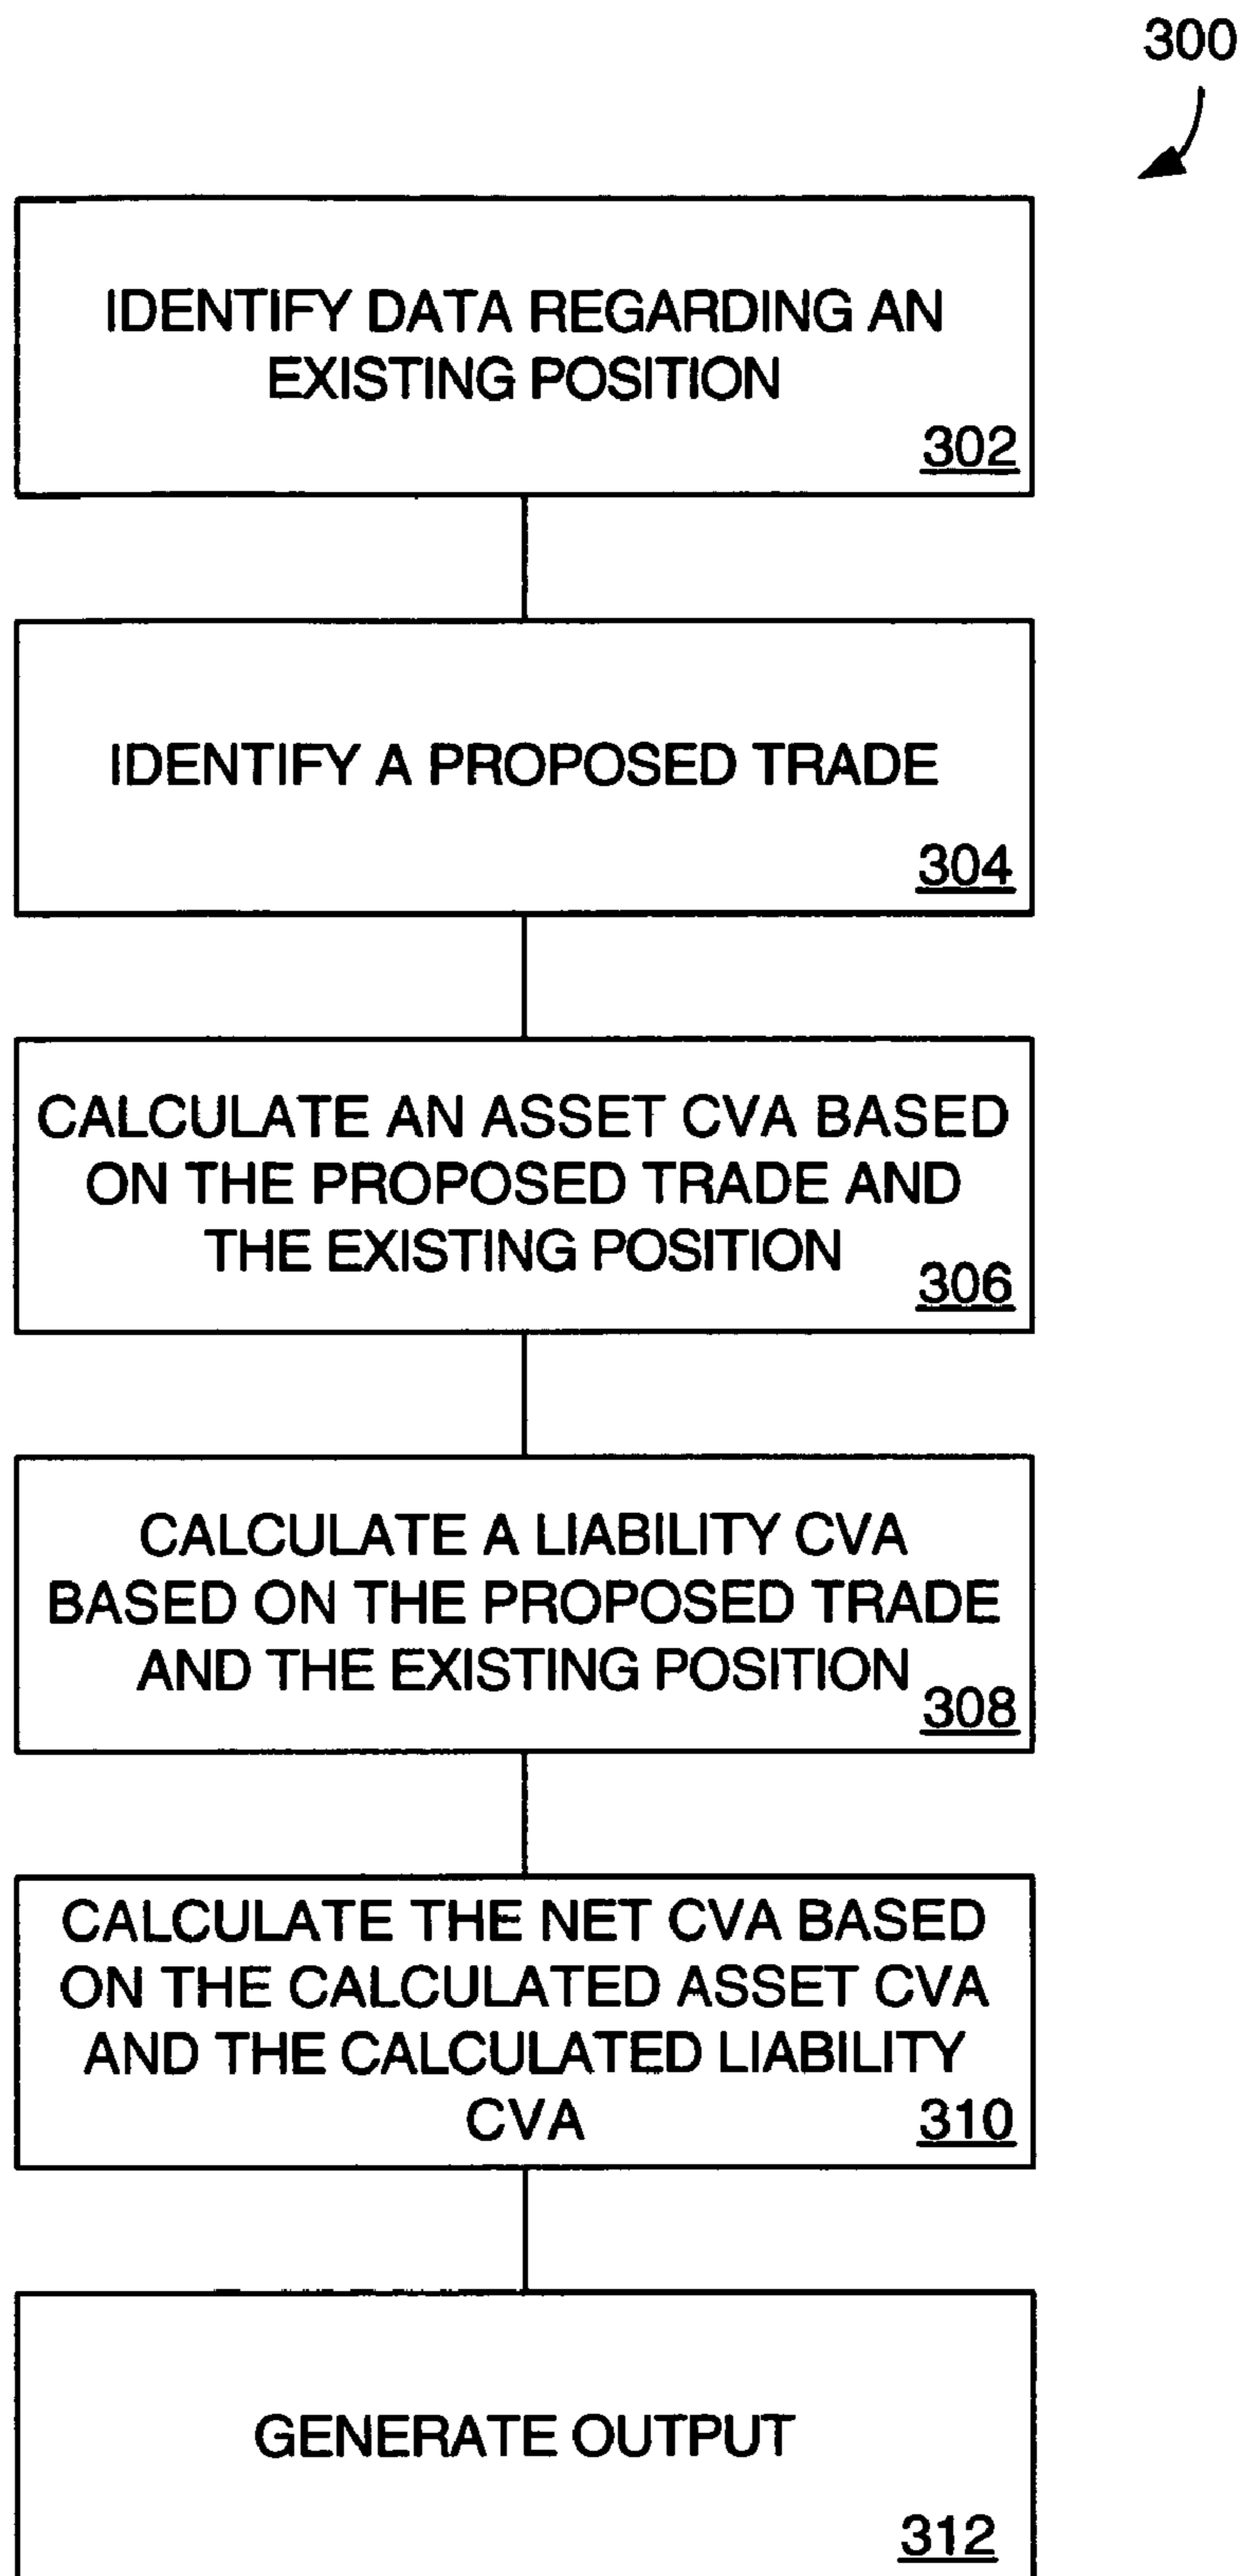 300
IDENTIFY DATA REGARDING AN
EXISTING POSITION
302
IDENTIFY A PROPOSED TRADE
304
CALCULATE AN ASSET CVA BASED
ON THE PROPOSED TRADE AND
THE EXISTING POSITION
306
CALCULATE A LIABILITY CVA
BASED ON THE PROPOSED TRADE
AND THE EXISTING POSITION
308
CALCULATE THE NET CVA BASED
ON THE CALCULATED ASSET CVA
AND THE CALCULATED LIABILITY
CVA
310
GENERATE OUTPUT
312